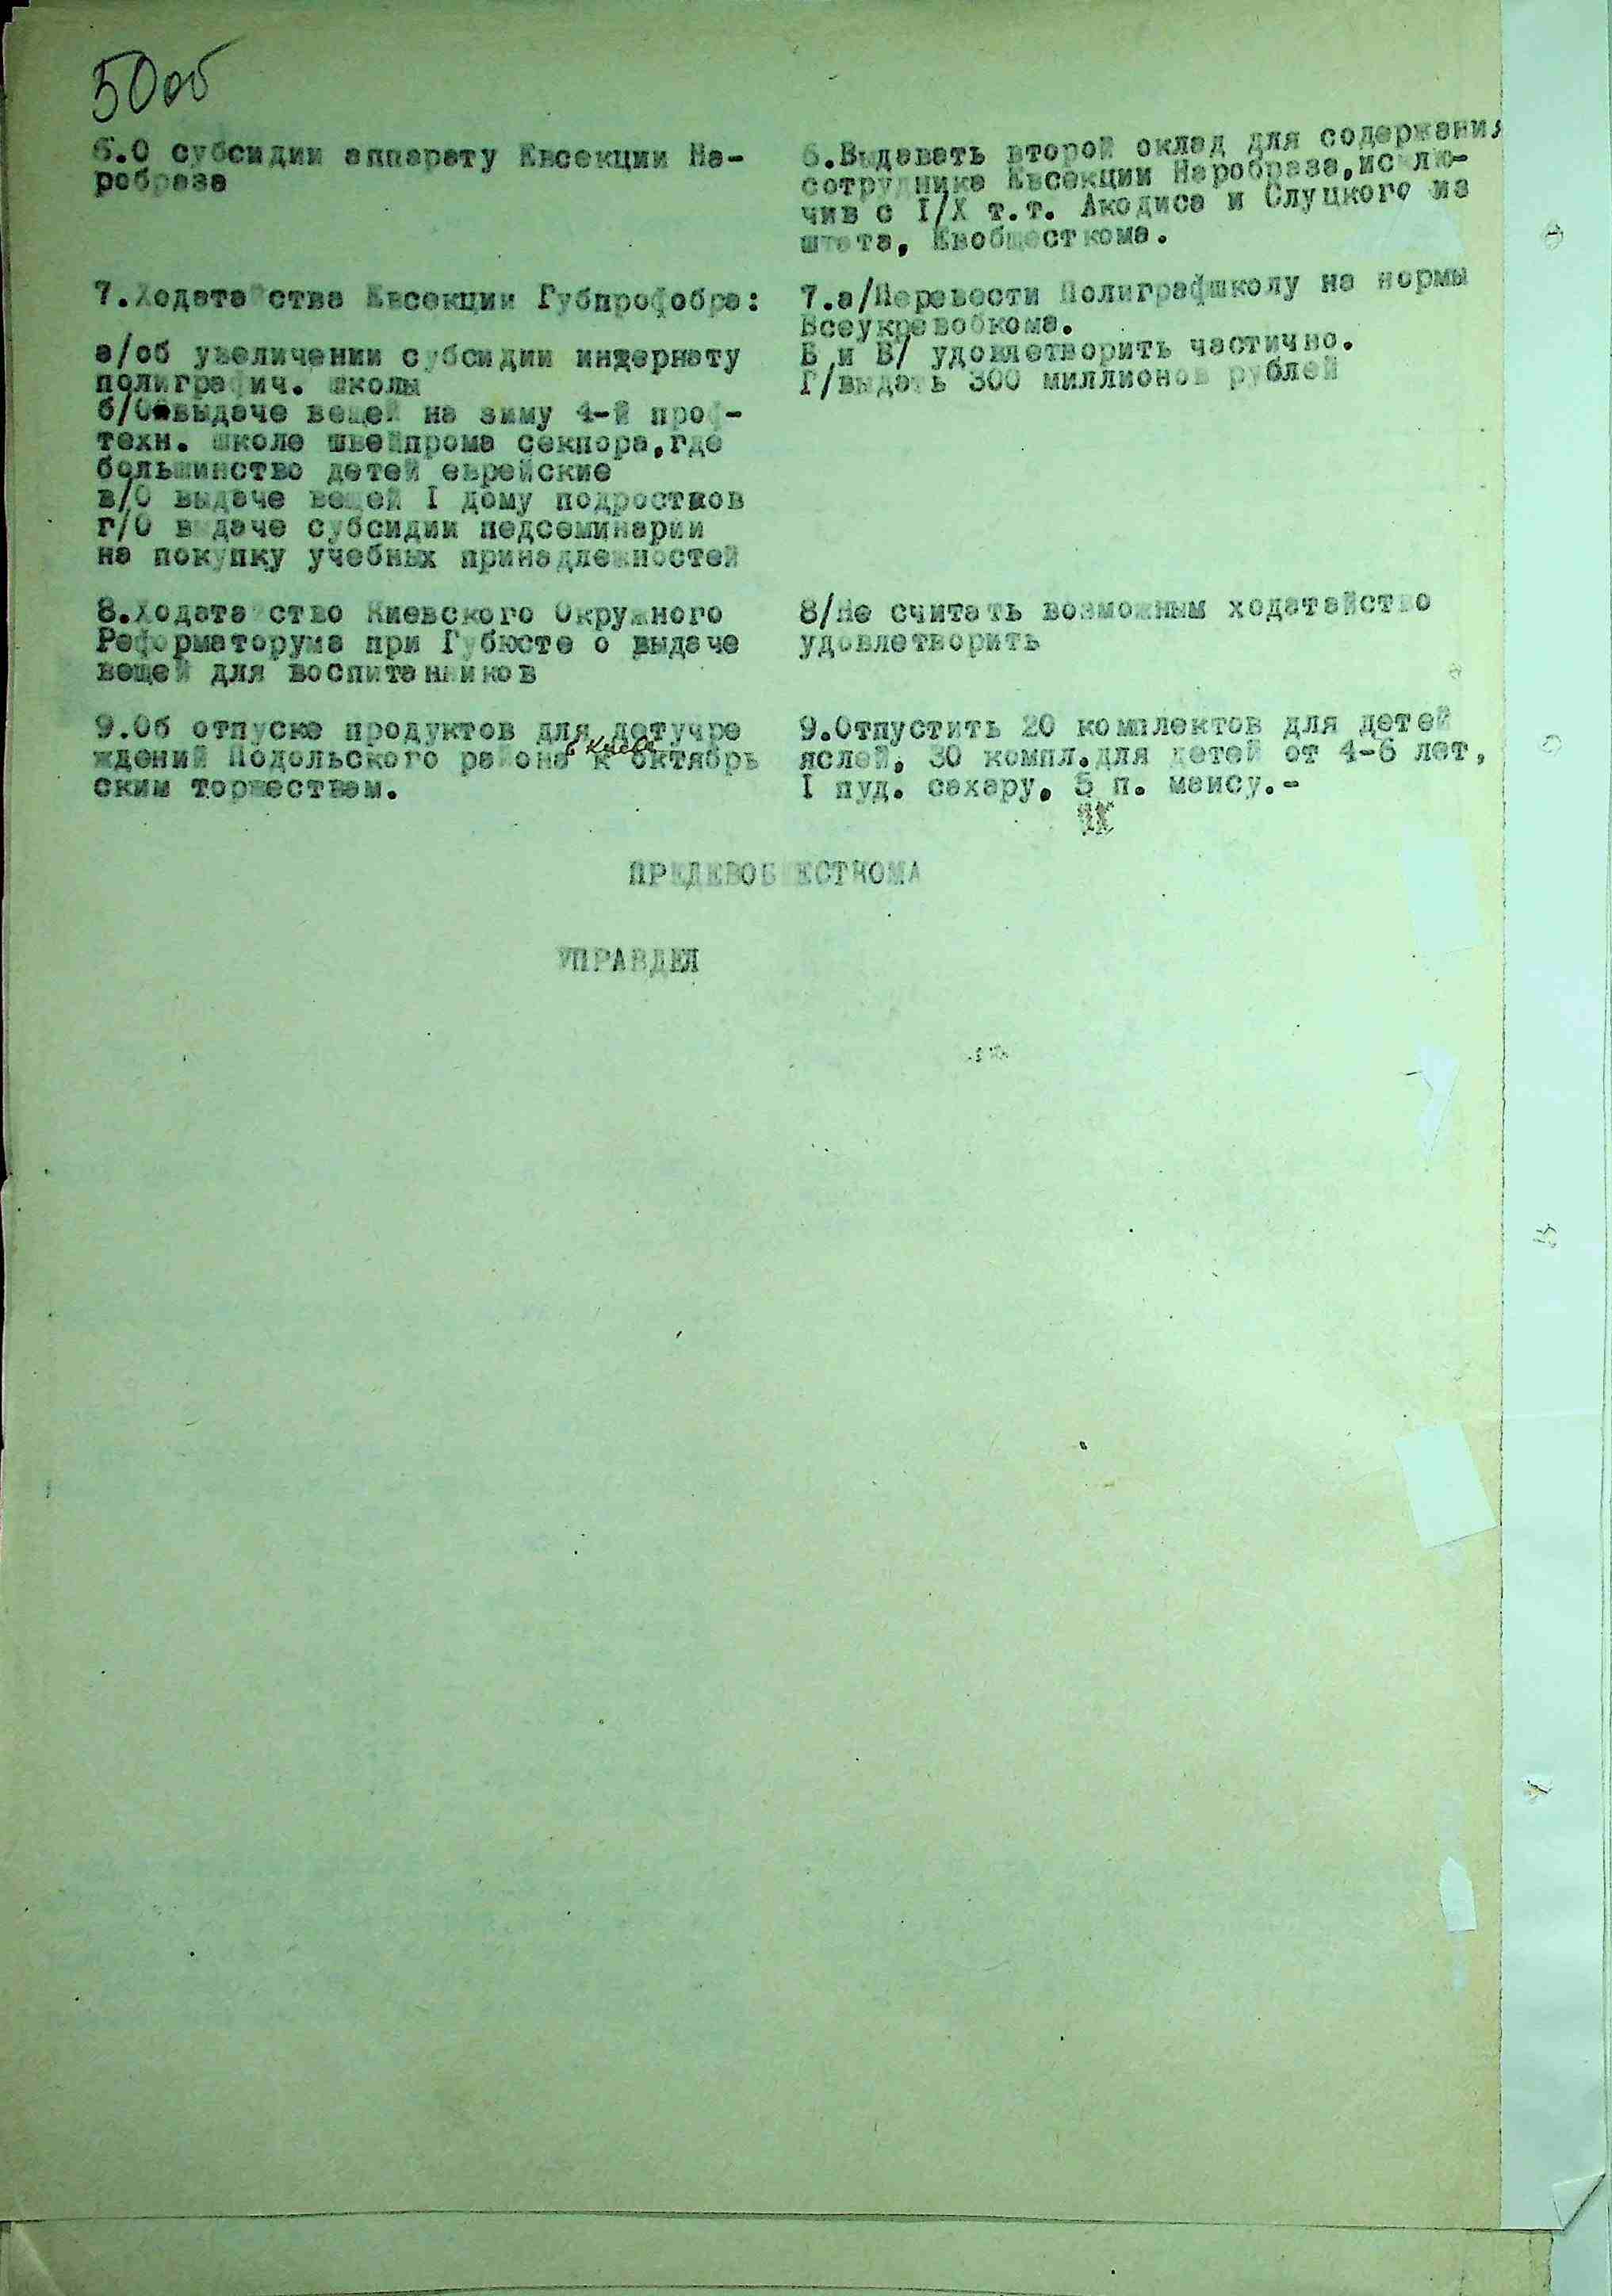 50об
6.О субсидии аппарату Евсекции На-
робраза
6.Выдавать второй оклад для содержания
сотрудника Евсекции Наробраза,исклю-
чив с I/X т.т. Акодиса и Слуцкого из
штата, Евобщесткома.
7.Ходатайства Евсекции Губпрофобра:
а/об увеличении субсидии интернату
полиграфич. школы
б/О выдаче вещей на зиму 4-й проф-
техн. школе швейпрома секпора,где
большинство детей еврейские
в/О выдаче вещей I дому подростков
г/О выдаче субсидии педсеминарии
на покупку учебных принадлежностей
7.а/Перевести Полиграфшколу на нормы
Всеукревобкома.
Б и В/ удовлетворить частично.
Г/выдать 300 миллионов рублей
8.Ходатайство Киевского Окружного
Реформаторума при Губюсте о выдаче
вещей для воспитанников
8/Не считать возможным ходатайство
удовлетворить
9.Об отпуске продуктов для детучре
ждений Подольского района в Киеве к октябрь
ским торжествам.
9.Отпустить 20 комплектов для детей
яслей, 30 компл.для детей от 4-6 лет,
I пуд. сахару, 5 п. маису.-
ПРЕДЕВОБЩЕСТКОМА
УПРАВДЕЛ